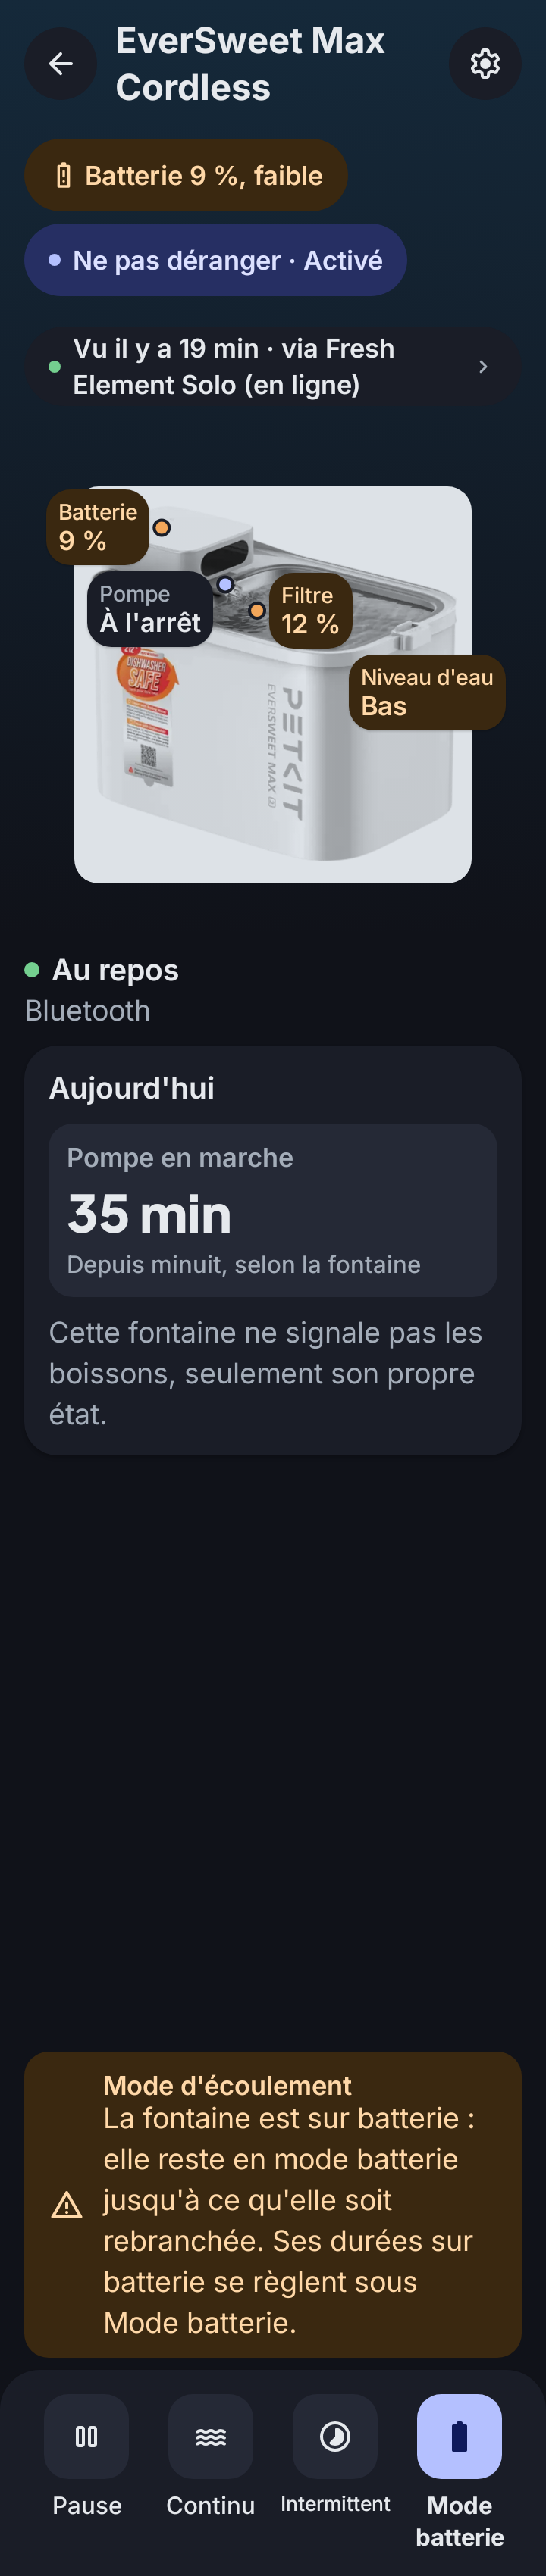 EverSweet Max
Cordless
Batterie 9 %, faible
Ne pas déranger · Activé
Vu il y a 19 min · via Fresh
Element Solo (en ligne)
Batterie
9 %
Pompe
À l'arrêt
Filtre
12 %
Niveau d'eau
Bas
DISHWASHER
SAFE
PETKIT
EVERSWEET MAX
Au repos
Bluetooth
Aujourd'hui
Pompe en marche
35 min
Depuis minuit, selon la fontaine
Cette fontaine ne signale pas les
boissons, seulement son propre
état.
Mode d'écoulement
La fontaine est sur batterie :
elle reste en mode batterie
jusqu'à ce qu'elle soit
rebranchée. Ses durées sur
batterie se règlent sous
Mode batterie.
Pause
Continu
Intermittent
Mode
batterie